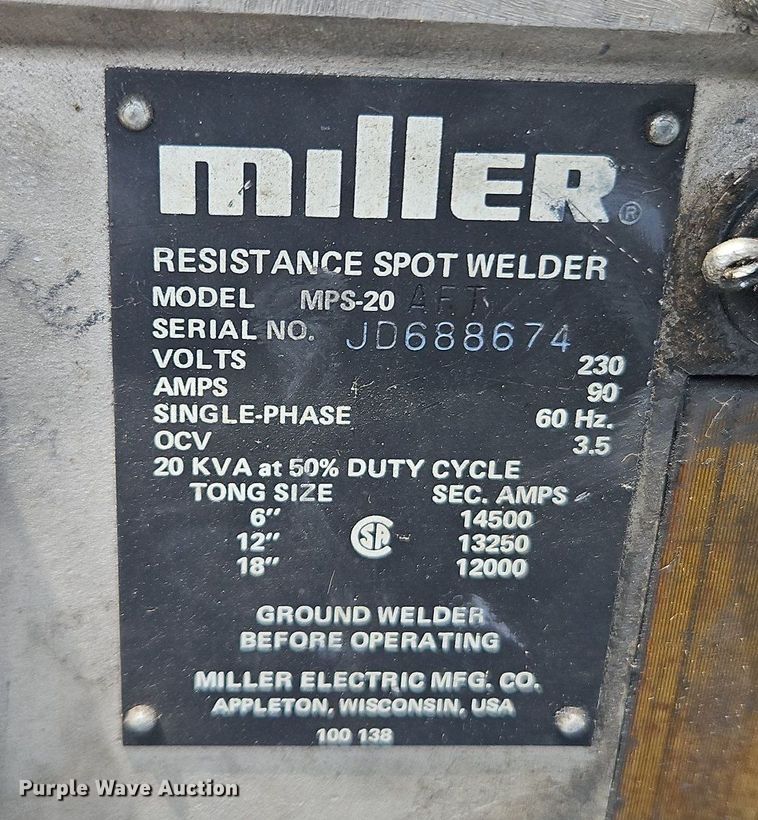 miller®
RESISTANCE SPOT WELDER
MODEL MPS-20 AFT
SERIAL NO. JD688674
VOLTS 230
AMPS 90
SINGLE-PHASE 60 Hz.
OCV 3.5
20 KVA at 50% DUTY CYCLE
TONG SIZE SEC. AMPS
6" 14500
12" SA 13250
18" 12000
GROUND WELDER
BEFORE OPERATING
MILLER ELECTRIC MFG. CO.
APPLETON, WISCONSIN, USA
100 138
Purple Wave Auction